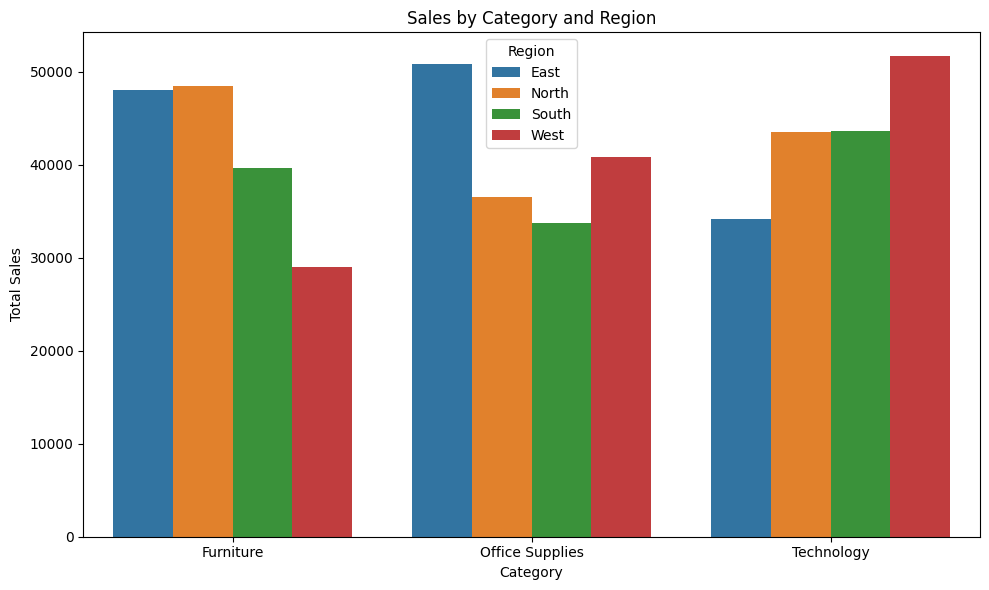 Sales by Category and Region
Region
East
North
South
West
Total Sales
50000
40000
30000
20000
10000
0
Furniture
Office Supplies
Technology
Category